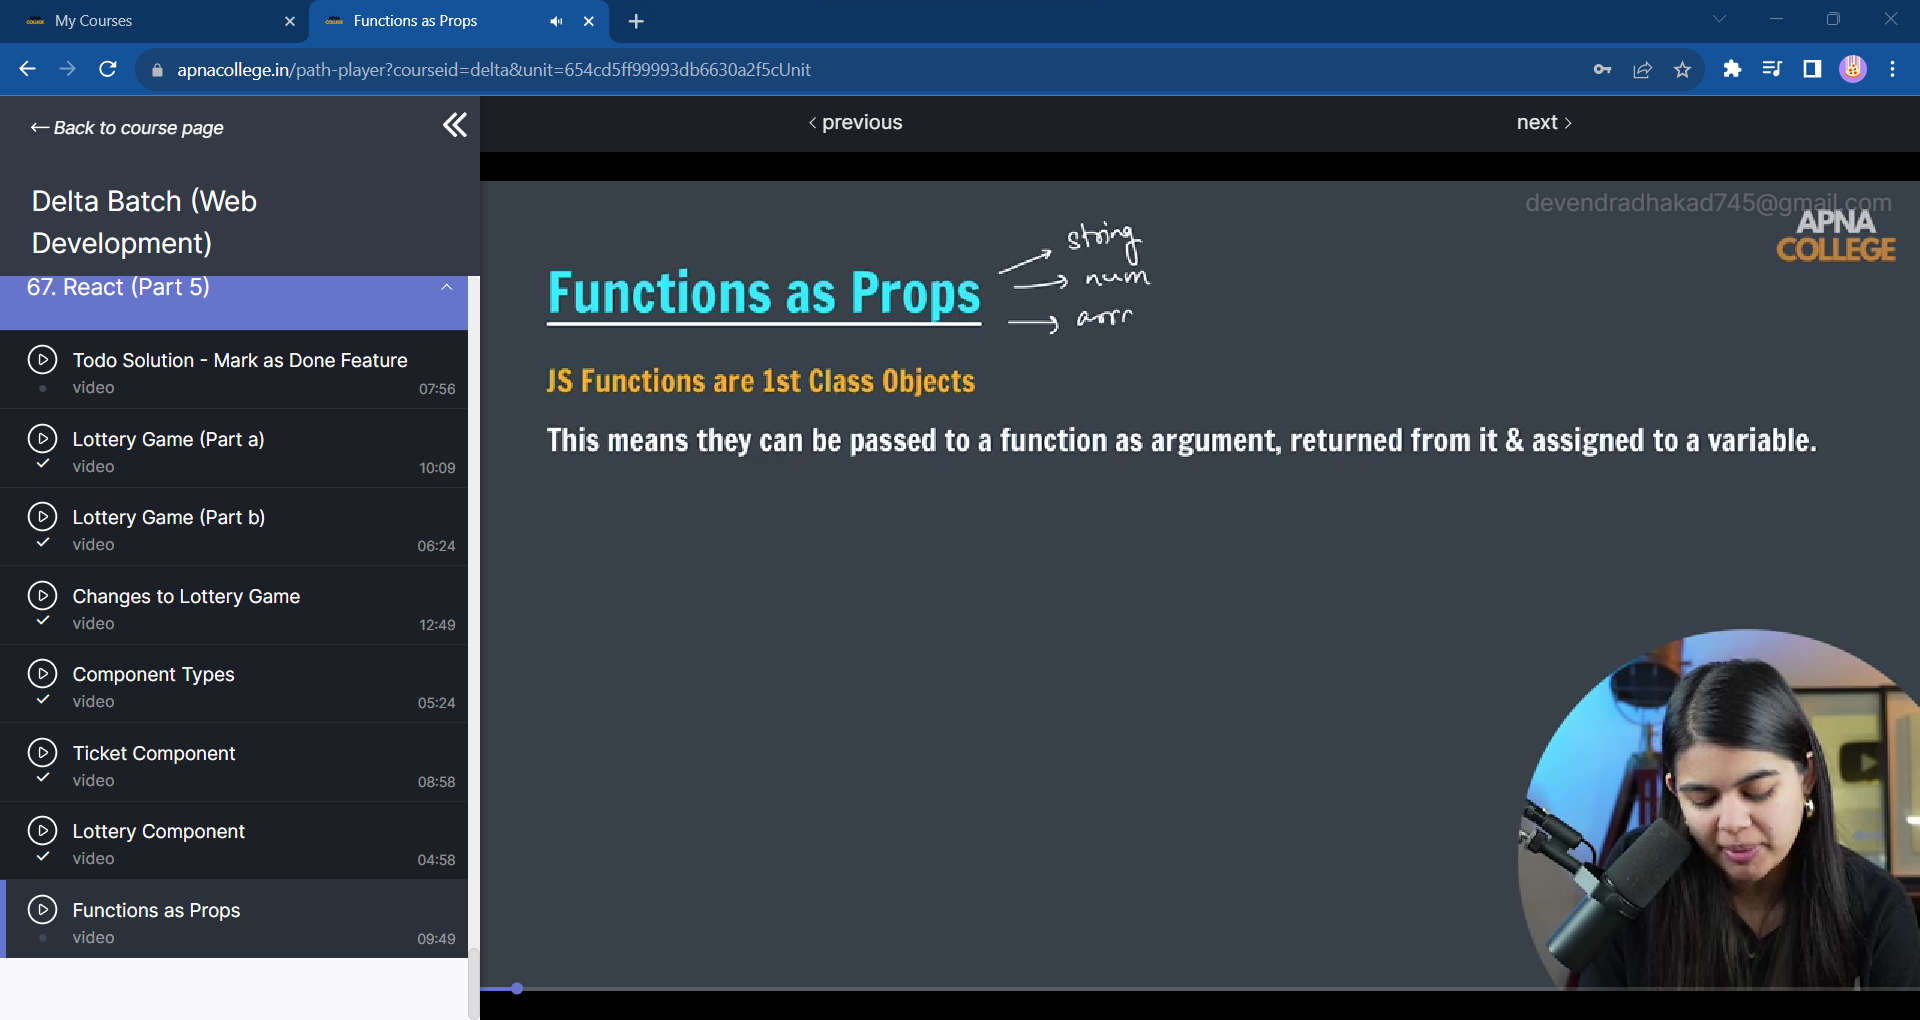 My Courses
Functions as Props
apnacollege.in/path-player?courseid=delta&unit=654cd5ff99993db6630a2f5cUnit
← Back to course page
‹ previous
next ›
Delta Batch (Web
Development)
67. React (Part 5)
Todo Solution - Mark as Done Feature
video 07:56
Lottery Game (Part a)
video 10:09
Lottery Game (Part b)
video 06:24
Changes to Lottery Game
video 12:49
Component Types
video 05:24
Ticket Component
video 08:58
Lottery Component
video 04:58
Functions as Props
video 09:49
devendradhakad745@gmail.com
APNA
COLLEGE
Functions as Props
string
num
arr
JS Functions are 1st Class Objects
This means they can be passed to a function as argument, returned from it & assigned to a variable.